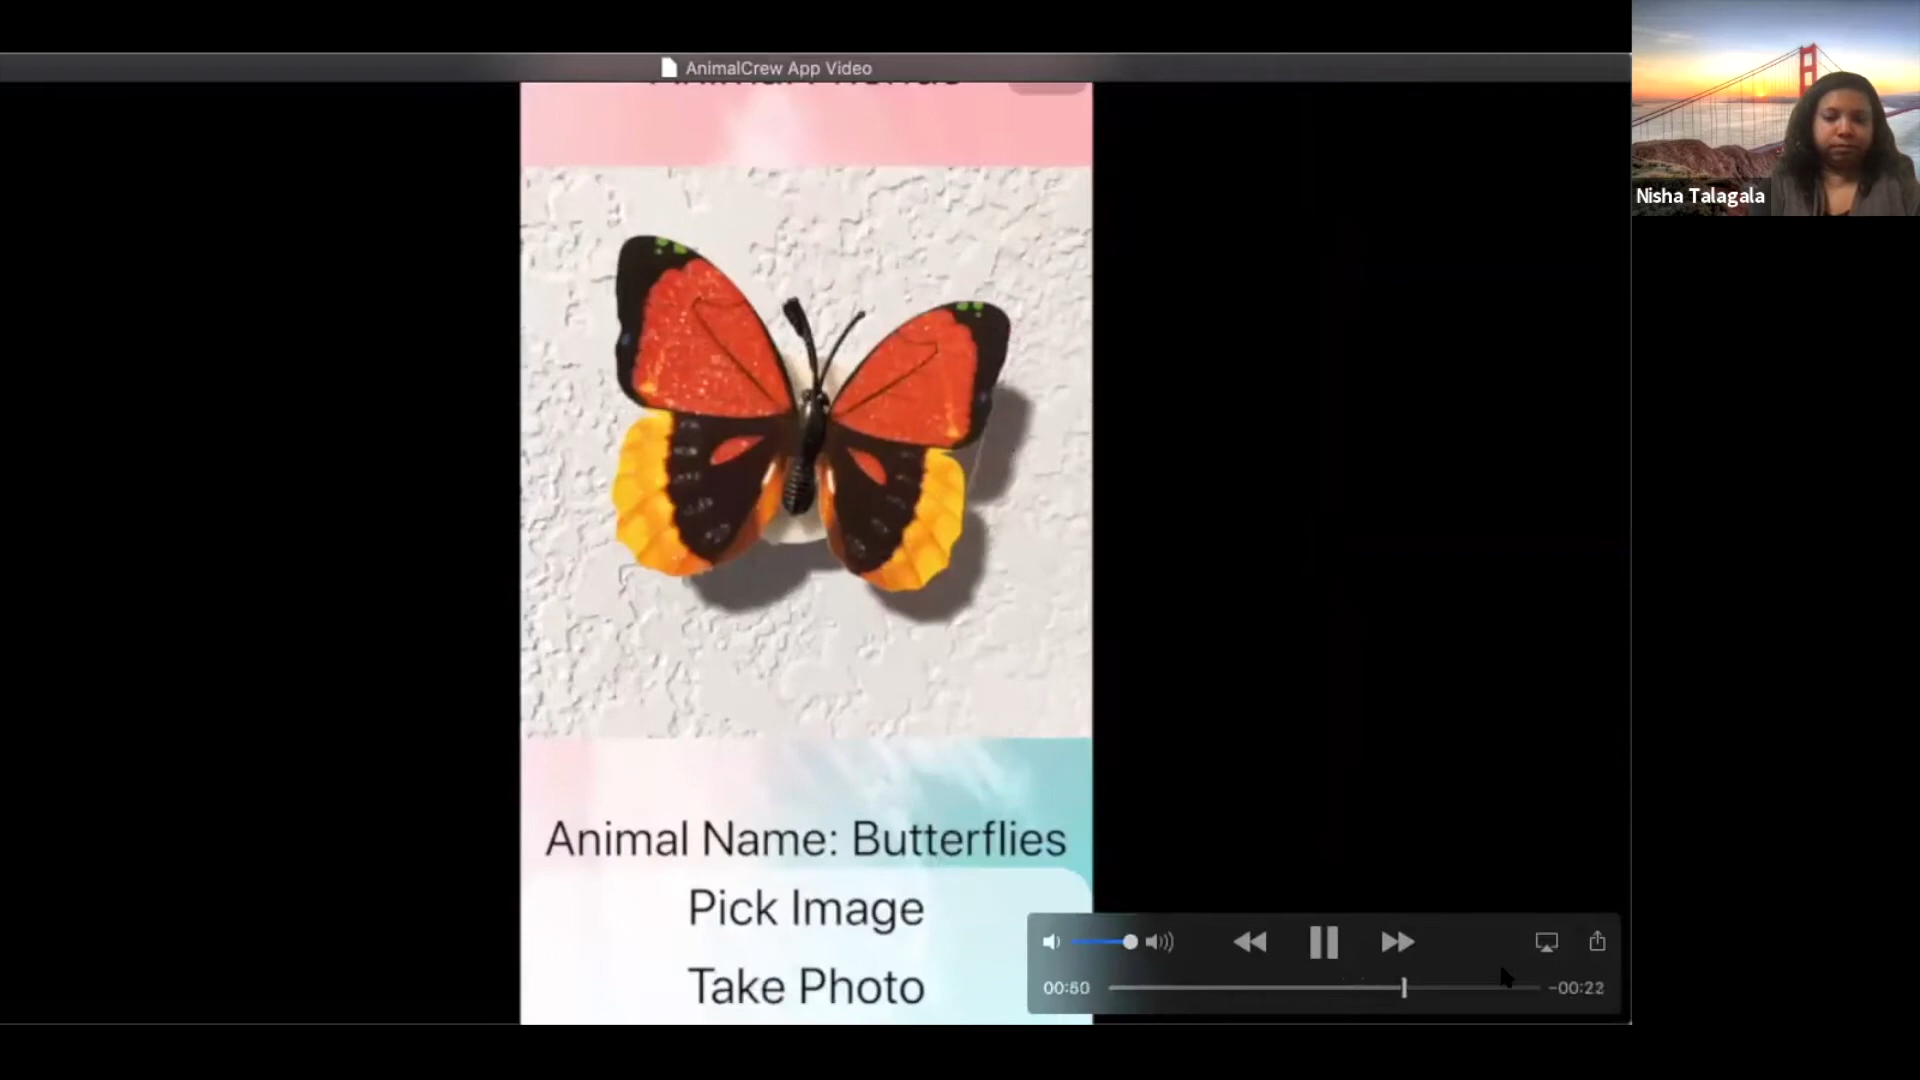 AnimalCrew App Video
Nisha Talagala
Animal Name: Butterflies
Pick Image
Take Photo
00:50
-00:22